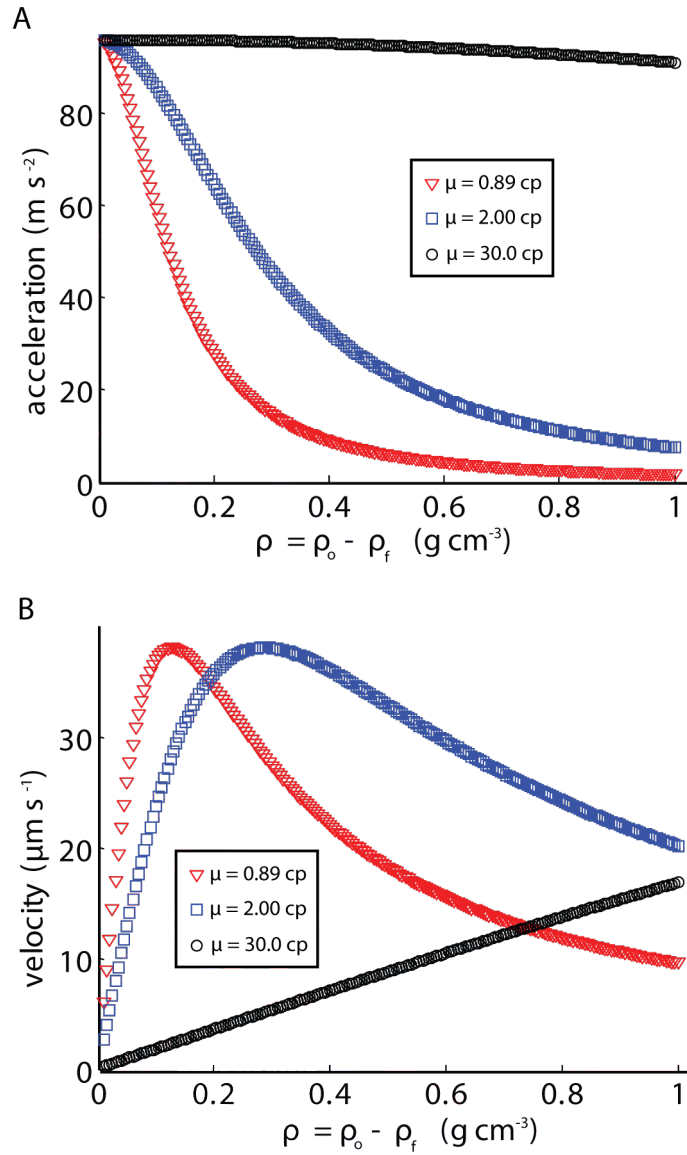 A
acceleration (m s⁻²)
80
60
40
20
0
μ = 0.89 cp
μ = 2.00 cp
μ = 30.0 cp
0 0.2 0.4 0.6 0.8 1
ρ = ρₒ - ρ_f (g cm⁻³)
B
velocity (μm s⁻¹)
30
20
10
0
μ = 0.89 cp
μ = 2.00 cp
μ = 30.0 cp
0 0.2 0.4 0.6 0.8 1
ρ = ρₒ - ρ_f (g cm⁻³)